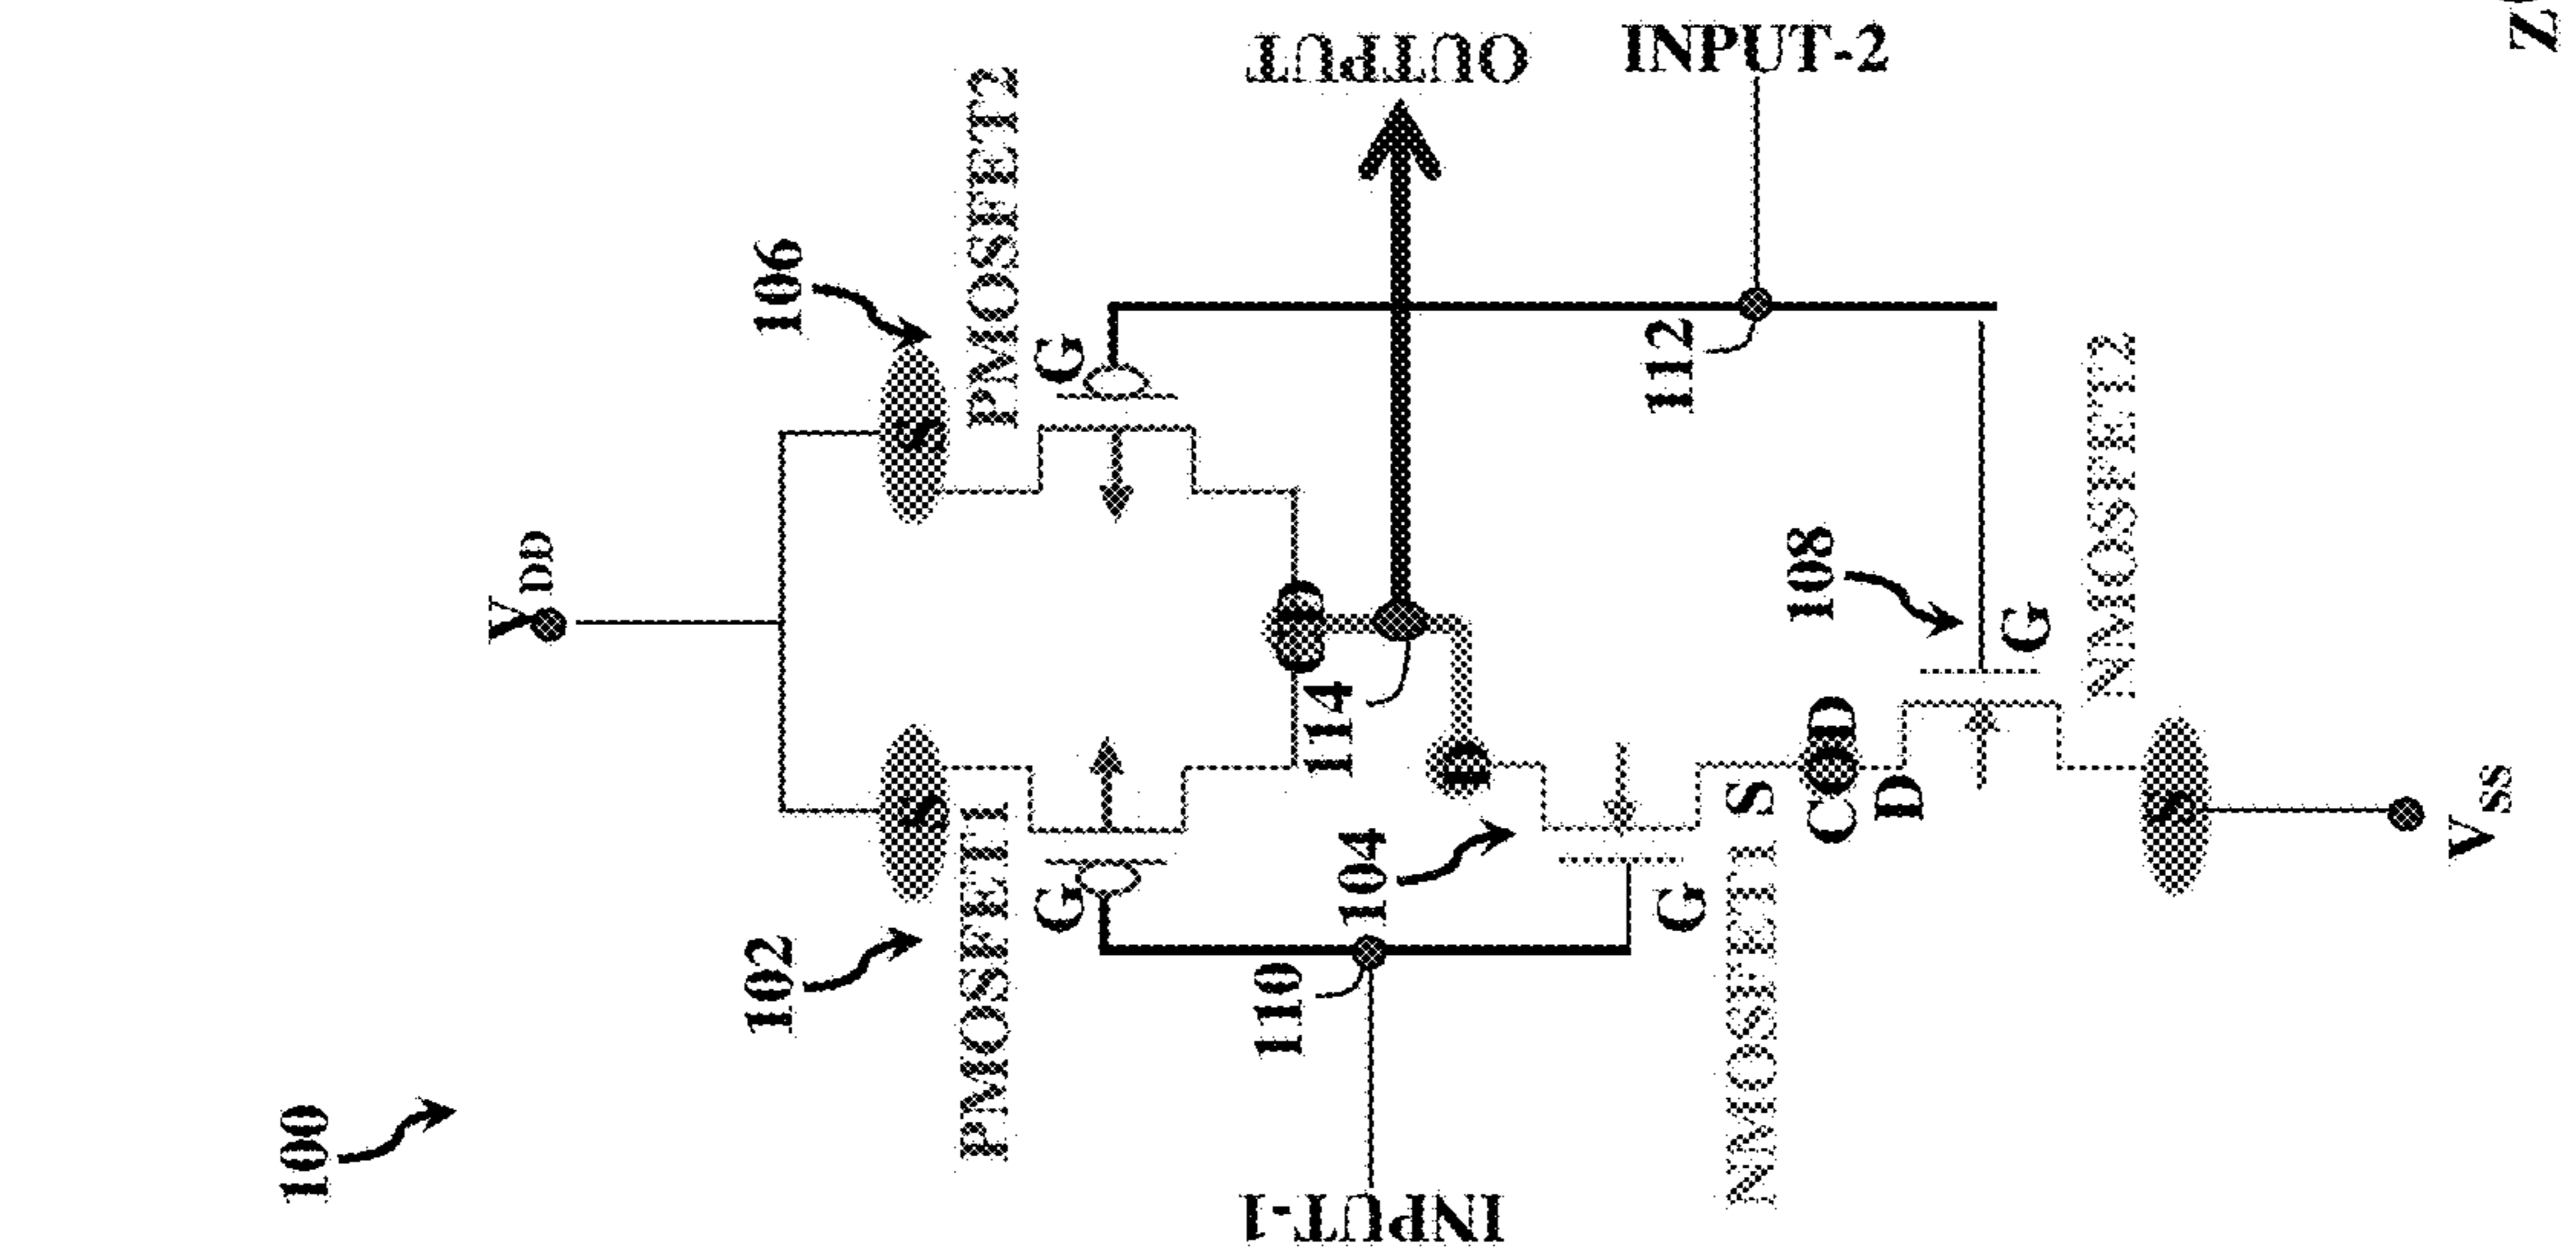 100
VDD
102
106
S
S
PMOSFET1
PMOSFET2
G
G
INPUT-1
110
COD
OUTPUT
114
104
D
112
INPUT-2
G
NMOSFET1 S
108
COD
D
G
NMOSFET2
S
VSS